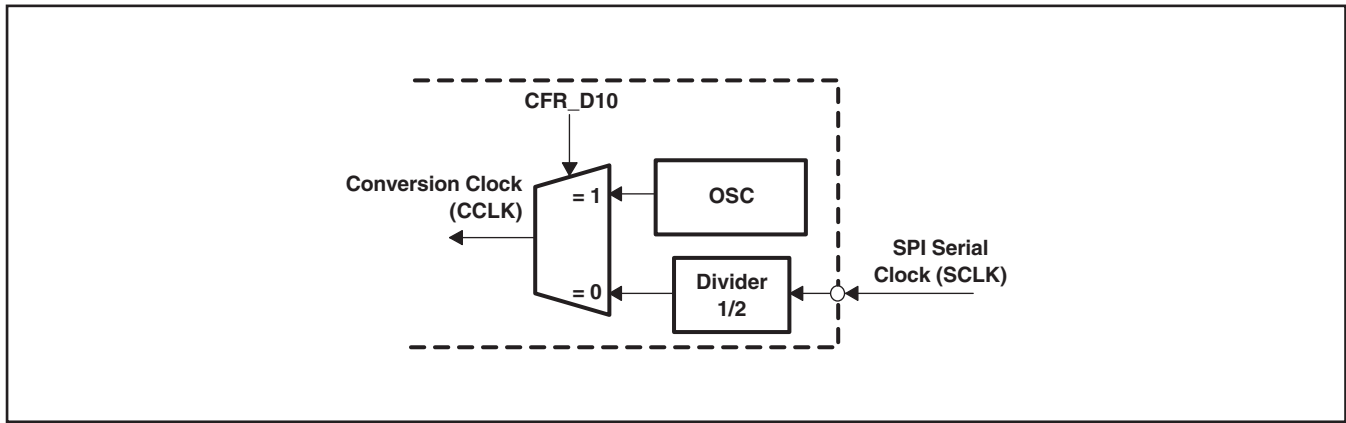 CFR_D10
Conversion Clock
(CCLK)
= 1
OSC
= 0
Divider
1/2
SPI Serial
Clock (SCLK)